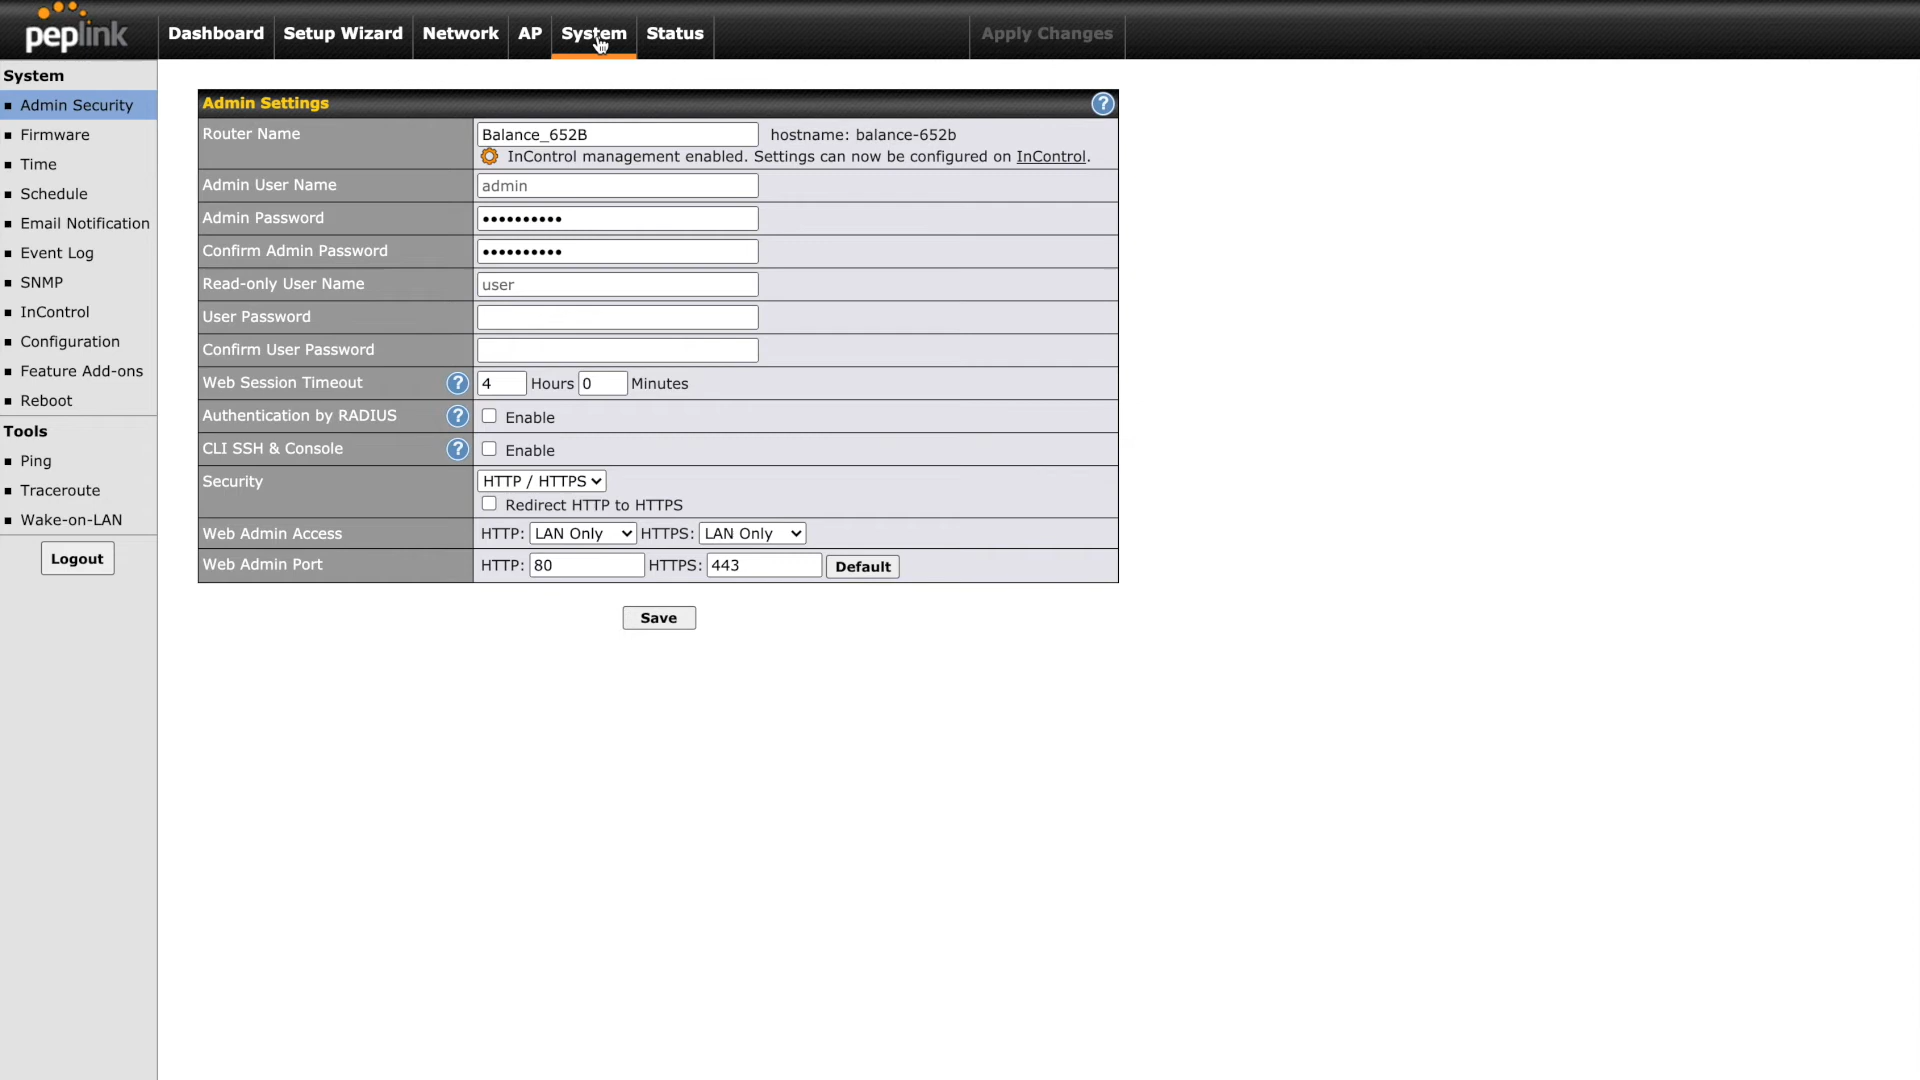 peplink
Dashboard
Setup Wizard
Network
AP
System
Status
Apply Changes
System
Admin Security
Firmware
Time
Schedule
Email Notification
Event Log
SNMP
InControl
Configuration
Feature Add-ons
Reboot
Tools
Ping
Traceroute
Wake-on-LAN
Logout
Admin Settings ?
Router Name Balance_652B hostname: balance-652b
InControl management enabled. Settings can now be configured on InControl.
Admin User Name admin
Admin Password ••••••••••
Confirm Admin Password ••••••••••
Read-only User Name user
User Password
Confirm User Password
Web Session Timeout ? 4 Hours 0 Minutes
Authentication by RADIUS ? Enable
CLI SSH & Console ? Enable
Security HTTP / HTTPS
Redirect HTTP to HTTPS
Web Admin Access HTTP: LAN Only HTTPS: LAN Only
Web Admin Port HTTP: 80 HTTPS: 443 Default
Save